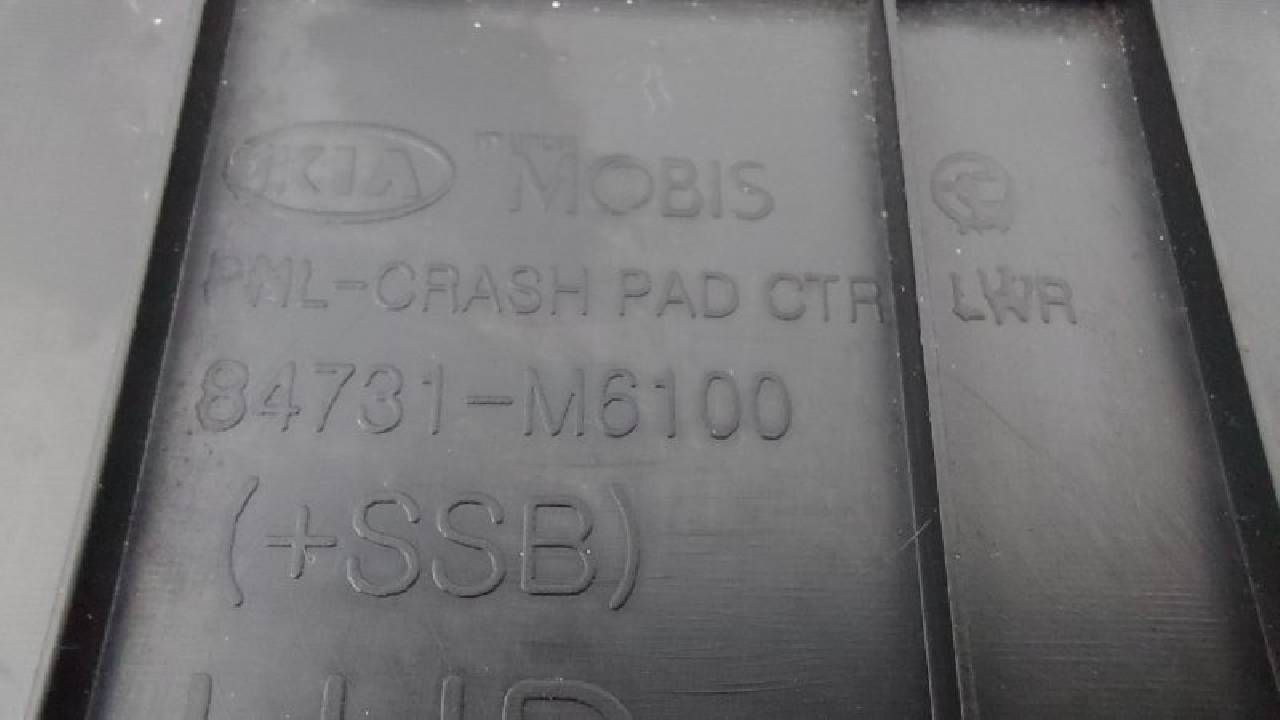 KIA MOBIS
PNL-CRASH PAD CTR LWR
84731-M6100
(+SSB)